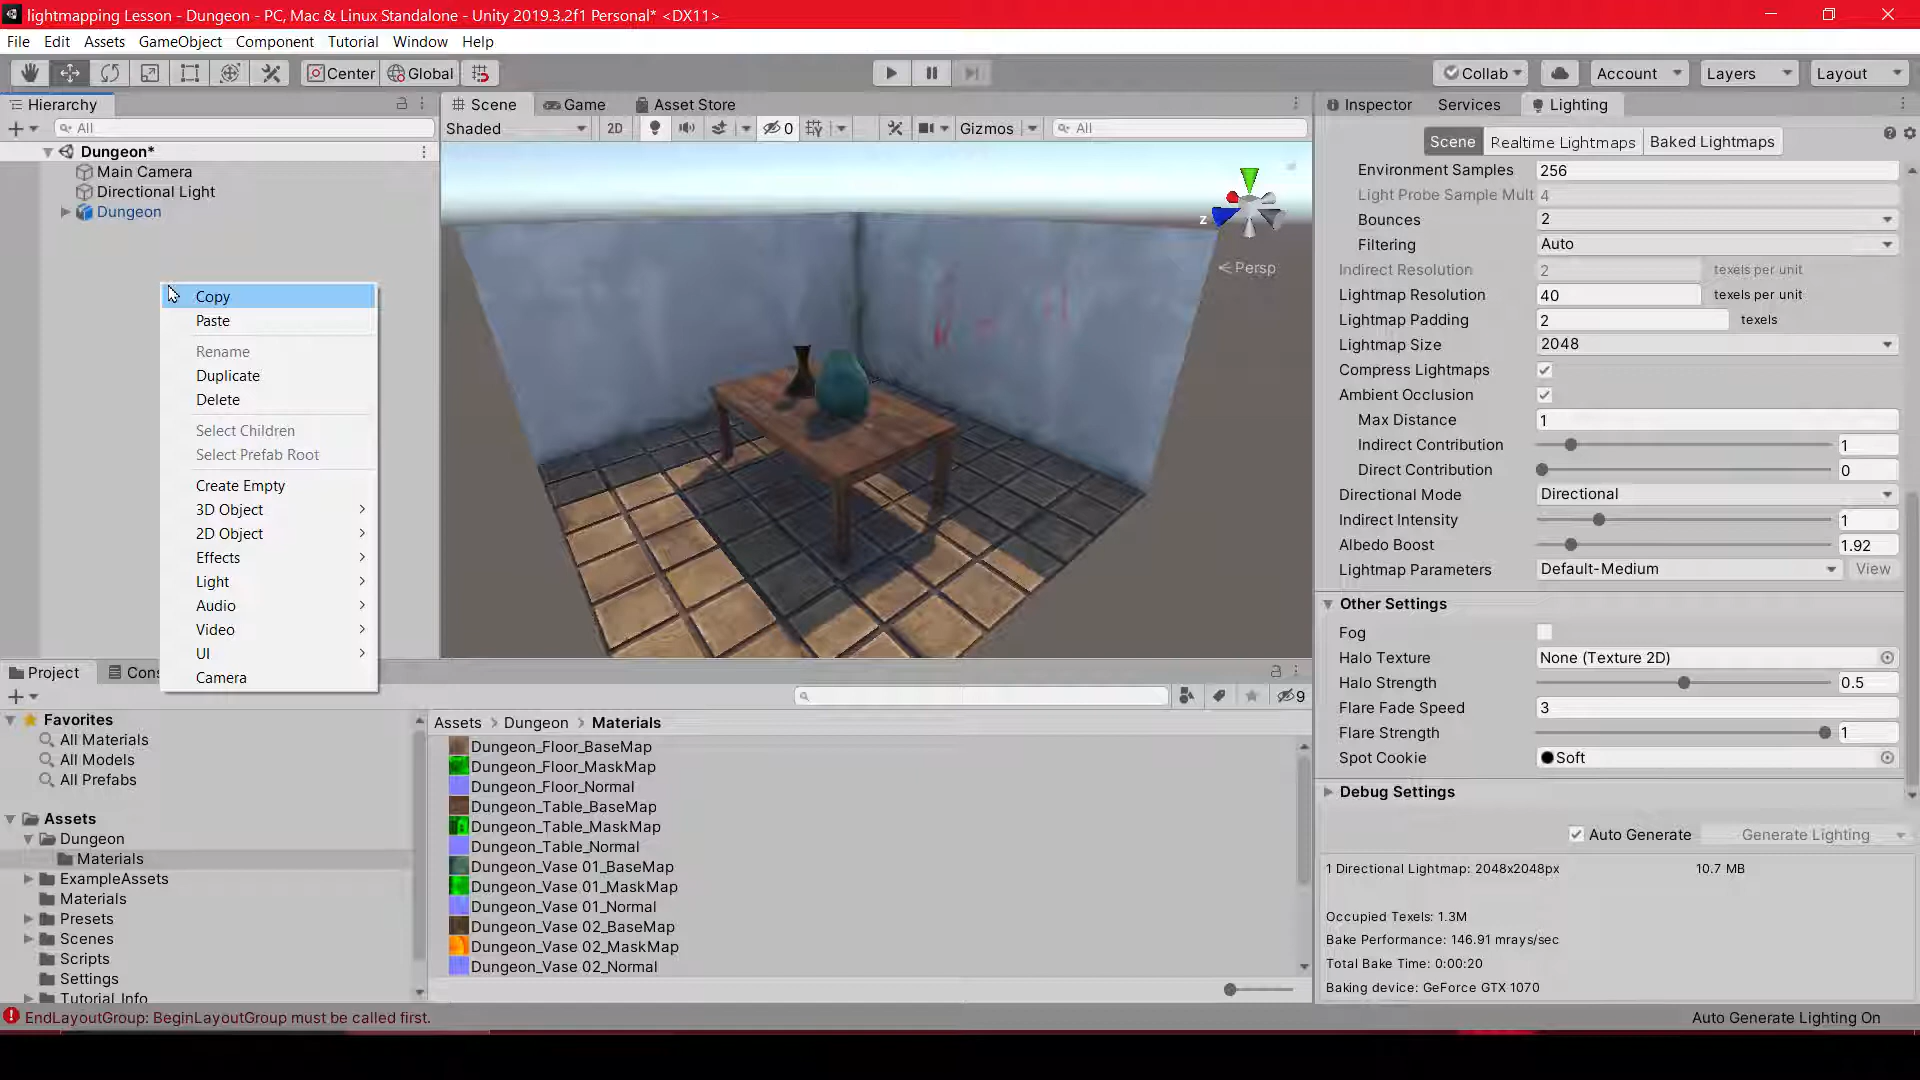 lightmapping Lesson - Dungeon - PC, Mac & Linux Standalone - Unity 2019.3.2f1 Personal* <DX11>
File Edit Assets GameObject Component Tutorial Window Help
Center Global Collab Account Layers Layout
Hierarchy
All
Dungeon*
Main Camera
Directional Light
Dungeon
Copy
Paste
Rename
Duplicate
Delete
Select Children
Select Prefab Root
Create Empty
3D Object
2D Object
Effects
Light
Audio
Video
UI
Camera
Scene Game Asset Store
Shaded 2D 0 Gizmos All
z
Persp
Inspector Services Lighting
Scene Realtime Lightmaps Baked Lightmaps
Environment Samples 256
Light Probe Sample Mult 4
Bounces 2
Filtering Auto
Indirect Resolution 2 texels per unit
Lightmap Resolution 40 texels per unit
Lightmap Padding 2 texels
Lightmap Size 2048
Compress Lightmaps
Ambient Occlusion
Max Distance 1
Indirect Contribution 1
Direct Contribution 0
Directional Mode Directional
Indirect Intensity 1
Albedo Boost 1.92
Lightmap Parameters Default-Medium View
Other Settings
Fog
Halo Texture None (Texture 2D)
Halo Strength 0.5
Flare Fade Speed 3
Flare Strength 1
Spot Cookie Soft
Debug Settings
Auto Generate Generate Lighting
1 Directional Lightmap: 2048x2048px 10.7 MB
Occupied Texels: 1.3M
Bake Performance: 146.91 mrays/sec
Total Bake Time: 0:00:20
Baking device: GeForce GTX 1070
Project Cons
9
Favorites
All Materials
All Models
All Prefabs
Assets
Dungeon
Materials
ExampleAssets
Materials
Presets
Scenes
Scripts
Settings
Tutorial Info
Assets > Dungeon > Materials
Dungeon_Floor_BaseMap
Dungeon_Floor_MaskMap
Dungeon_Floor_Normal
Dungeon_Table_BaseMap
Dungeon_Table_MaskMap
Dungeon_Table_Normal
Dungeon_Vase 01_BaseMap
Dungeon_Vase 01_MaskMap
Dungeon_Vase 01_Normal
Dungeon_Vase 02_BaseMap
Dungeon_Vase 02_MaskMap
Dungeon_Vase 02_Normal
EndLayoutGroup: BeginLayoutGroup must be called first.
Auto Generate Lighting On